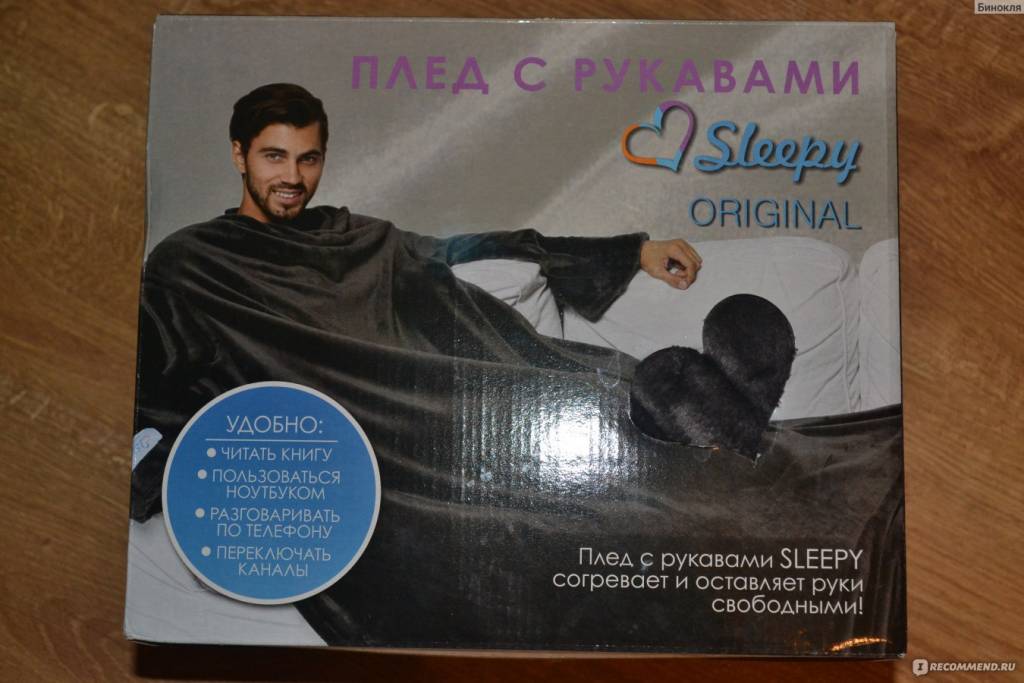 Бинокля
ПЛЕД С РУКАВАМИ
Sleepy
ORIGINAL
УДОБНО:
• ЧИТАТЬ КНИГУ
• ПОЛЬЗОВАТЬСЯ
НОУТБУКОМ
• РАЗГОВАРИВАТЬ
ПО ТЕЛЕФОНУ
• ПЕРЕКЛЮЧАТЬ
КАНАЛЫ
Плед с рукавами SLEEPY
согревает и оставляет руки
свободными!
IRECOMMEND.RU